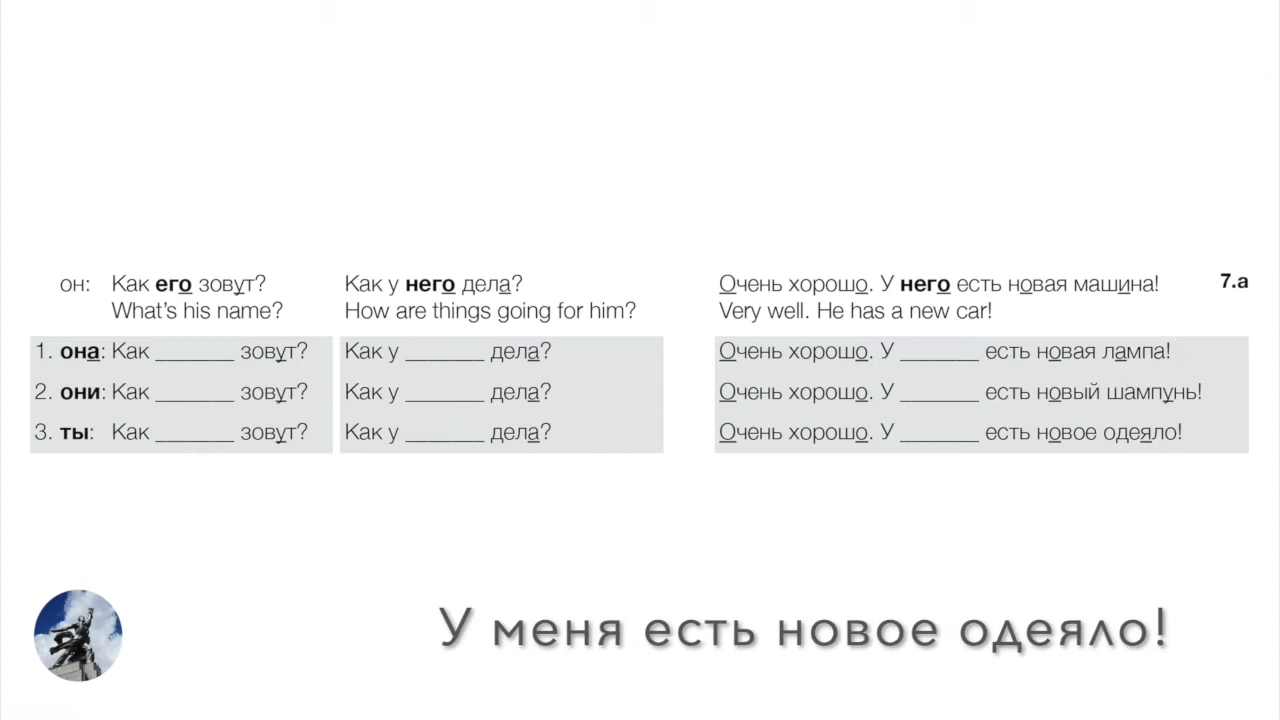 он: Как его зовут? Как у него дела? Очень хорошо. У него есть новая машина! 7.a
What's his name? How are things going for him? Very well. He has a new car!
1. она: Как _______ зовут? Как у _______ дела? Очень хорошо. У _______ есть новая лампа!
2. они: Как _______ зовут? Как у _______ дела? Очень хорошо. У _______ есть новый шампунь!
3. ты: Как _______ зовут? Как у _______ дела? Очень хорошо. У _______ есть новое одеяло!
У меня есть новое одеяло!